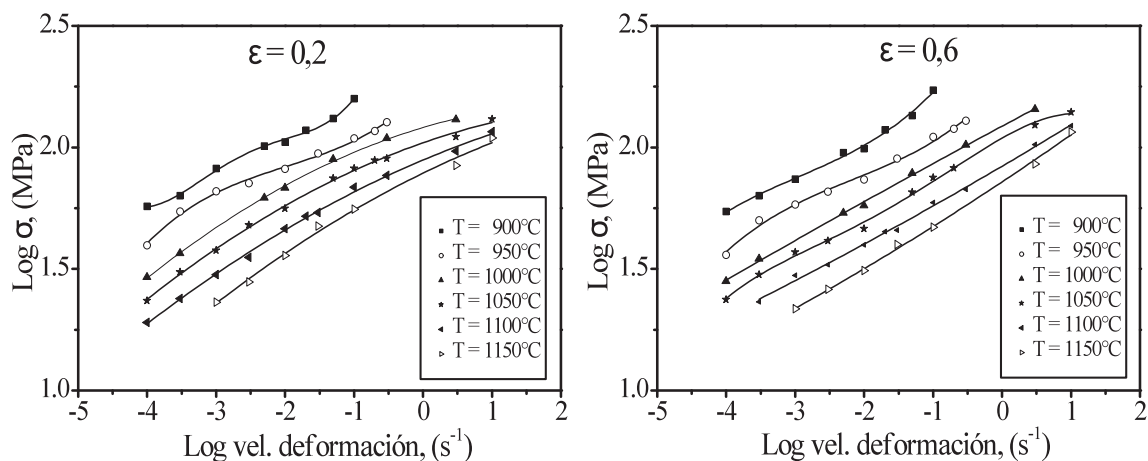 ε = 0,2
Log σ, (MPa)
2.5
2.0
1.5
1.0
T = 900°C
T = 950°C
T = 1000°C
T = 1050°C
T = 1100°C
T = 1150°C
-5 -4 -3 -2 -1 0 1 2
Log vel. deformación, (s⁻¹)
ε = 0,6
Log σ, (MPa)
2.5
2.0
1.5
1.0
T = 900°C
T = 950°C
T = 1000°C
T = 1050°C
T = 1100°C
T = 1150°C
-5 -4 -3 -2 -1 0 1 2
Log vel. deformación, (s⁻¹)